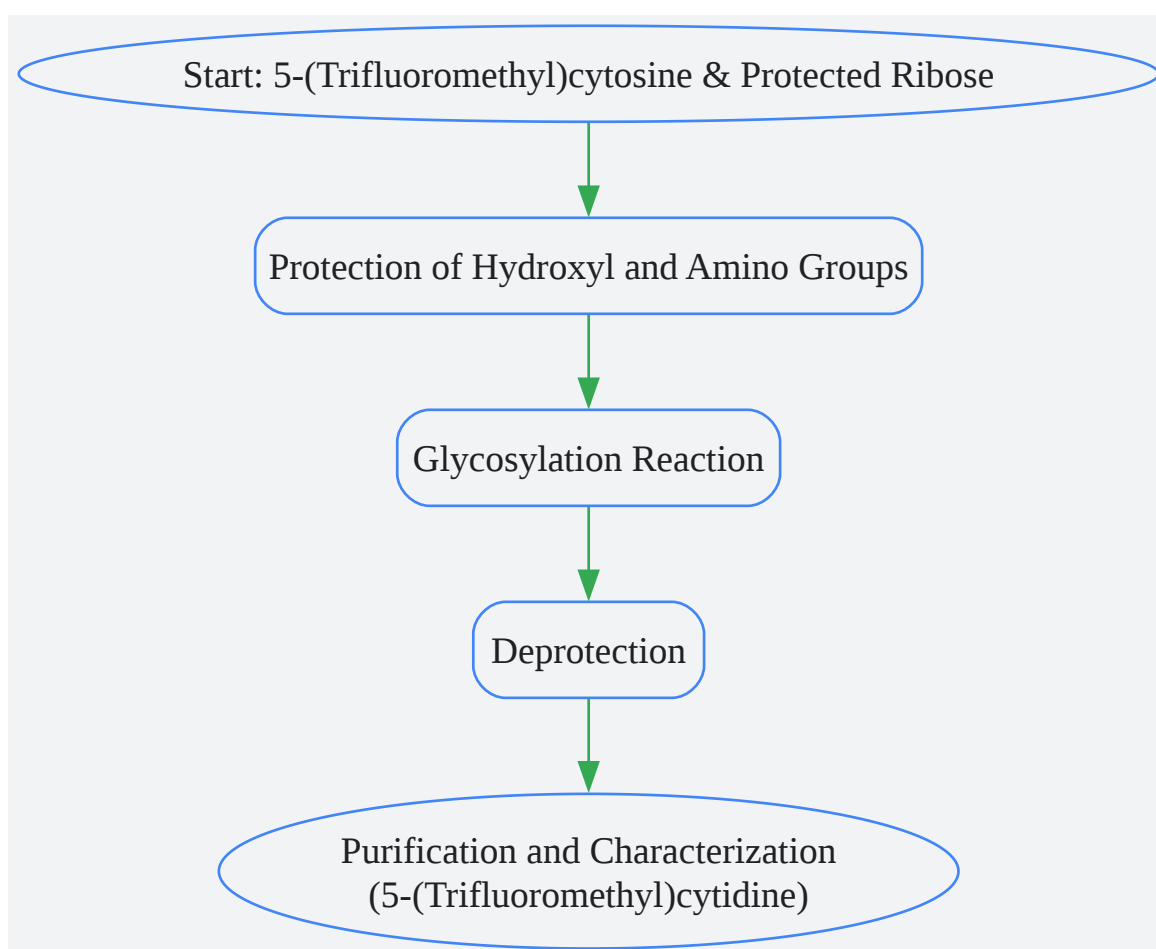 Start: 5-(Trifluoromethyl)cytosine & Protected Ribose
Protection of Hydroxyl and Amino Groups
Glycosylation Reaction
Deprotection
Purification and Characterization
(5-(Trifluoromethyl)cytidine)